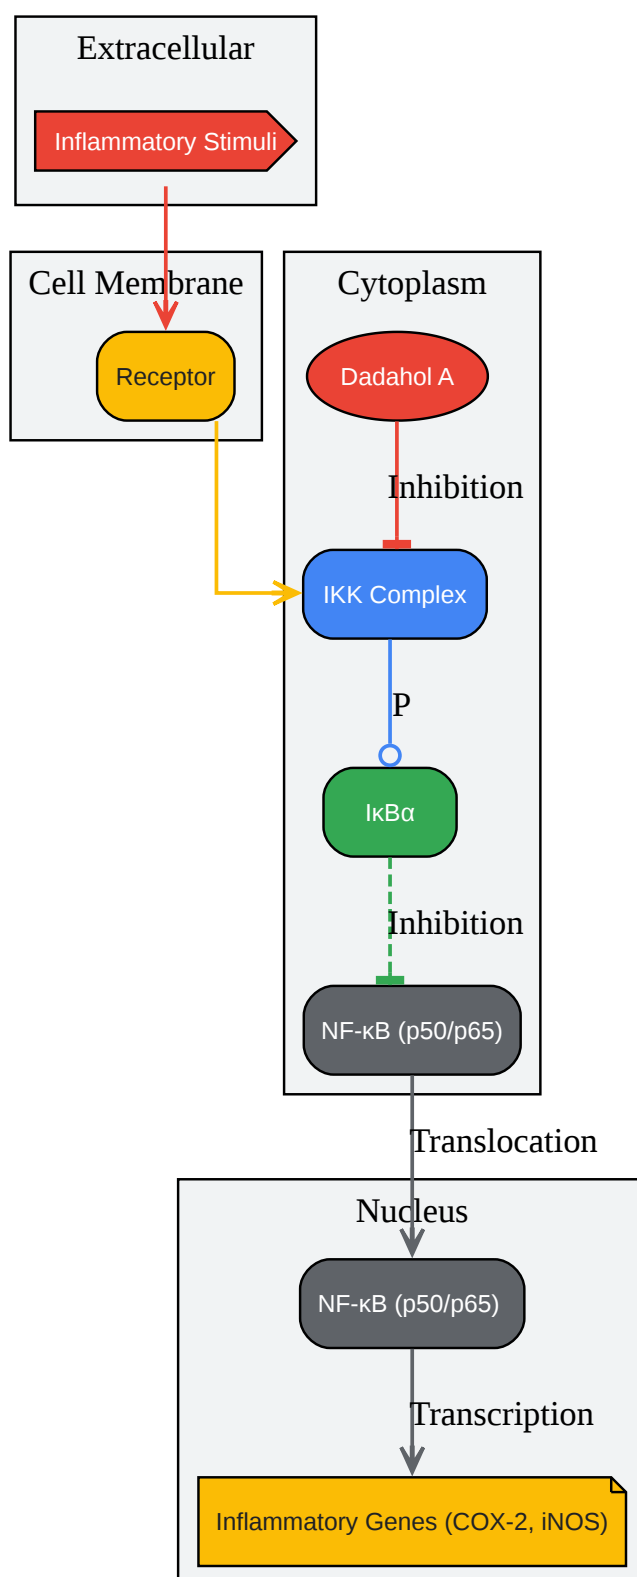 Extracellular
Inflammatory Stimuli
Cell Membrane
Receptor
Cytoplasm
Dadahol A
Inhibition
IKK Complex
P
IκBα
Inhibition
NF-κB (p50/p65)
Translocation
Nucleus
NF-κB (p50/p65)
Transcription
Inflammatory Genes (COX-2, iNOS)